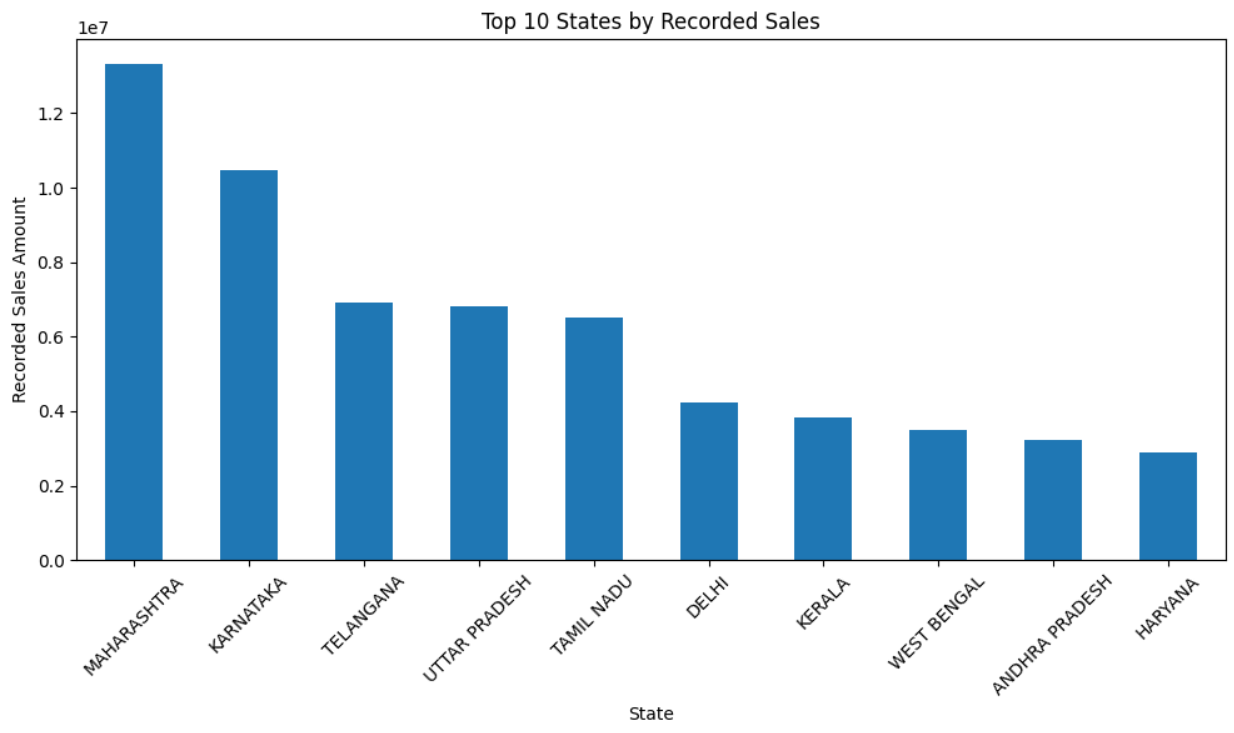 Top 10 States by Recorded Sales
1e7
1.2
1.0
0.8
0.6
0.4
0.2
0.0
Recorded Sales Amount
MAHARASHTRA
KARNATAKA
TELANGANA
UTTAR PRADESH
TAMIL NADU
DELHI
KERALA
WEST BENGAL
ANDHRA PRADESH
HARYANA
State